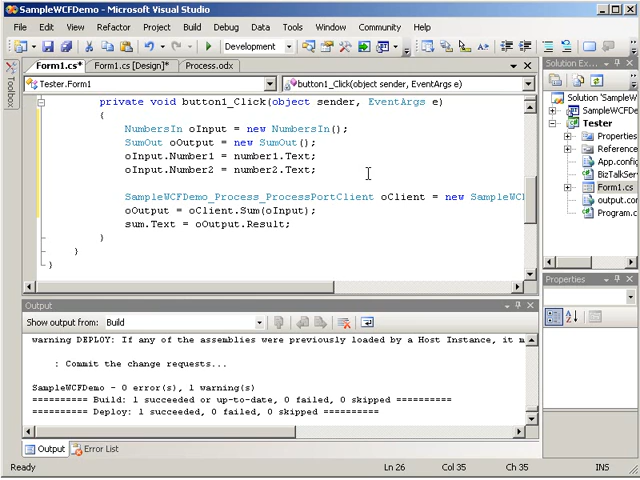 SampleWCFDemo - Microsoft Visual Studio
File Edit View Refactor Project Build Debug Data Tools
Window Community Help
Development
Form1.cs* Form1.cs [Design]* Process.odx
Toolbox
Tester.Form1 button1_Click(object sender, EventArgs e)
private void button1_Click(object sender, EventArgs e)
{
NumbersIn oInput = new NumbersIn();
SumOut oOutput = new SumOut();
oInput.Number1 = number1.Text;
oInput.Number2 = number2.Text;
SampleWCFDemo_Process_ProcessPortClient oClient = new SampleWCF
oOutput = oClient.Sum(oInput);
sum.Text = oOutput.Result;
}
}
}
Solution Ex...
Solution 'SampleW
SampleWCFDe
Tester
Properties
Reference
App.config
BizTalkSer
Form1.cs
output.con
Program.c
Properties
Output
Show output from: Build
warning DEPLOY: If any of the assemblies were previously loaded by a Host Instance, it m
: Commit the change requests...
SampleWCFDemo - 0 error(s), 1 warning(s)
========== Build: 1 succeeded or up-to-date, 0 failed, 0 skipped ==========
========== Deploy: 1 succeeded, 0 failed, 0 skipped ==========
Output Error List
Ready Ln 26 Col 35 Ch 35 INS